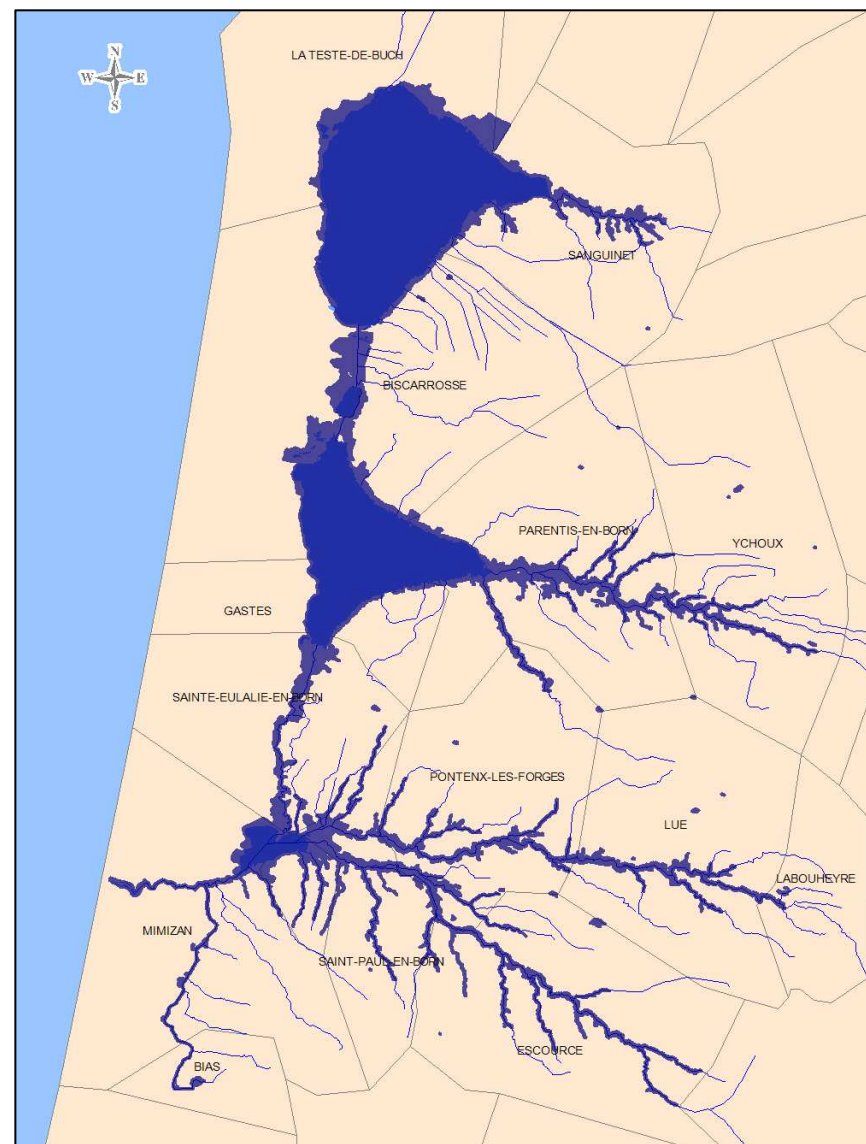 LA TESTE-DE-BUCH
N
W E
S
SANGUINET
BISCARROSSE
PARENTIS-EN-BORN
YCHOUX
GASTES
SAINTE-EULALIE-EN-BORN
PONTENX-LES-FORGES
LUE
LABOUHEYRE
MIMIZAN
SAINT-PAUL-EN-BORN
ESCOURCE
BIAS